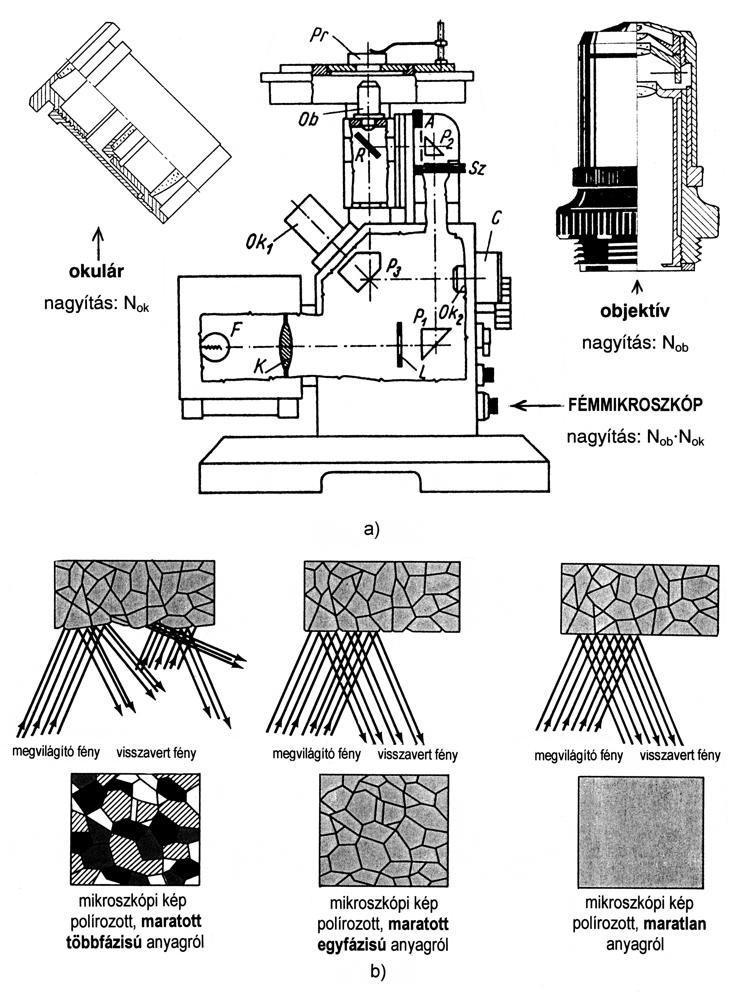 Pr
Ob
A
P2
R
Sz
C
Ok1
P3
okulár
nagyítás: Nok
F
P1
Ok2
K
L
objektív
nagyítás: Nob
FÉMMIKROSZKÓP
nagyítás: Nob·Nok
a)
megvilágító fény visszavert fény
megvilágító fény visszavert fény
megvilágító fény visszavert fény
mikroszkópi kép
polírozott, maratott
többfázisú anyagról
mikroszkópi kép
polírozott, maratott
egyfázisú anyagról
mikroszkópi kép
polírozott, maratlan
anyagról
b)